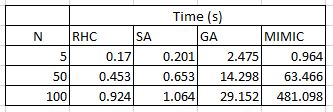 Time (s)
N RHC SA GA MIMIC
5 0.17 0.201 2.475 0.964
50 0.453 0.653 14.298 63.466
100 0.924 1.064 29.152 481.098